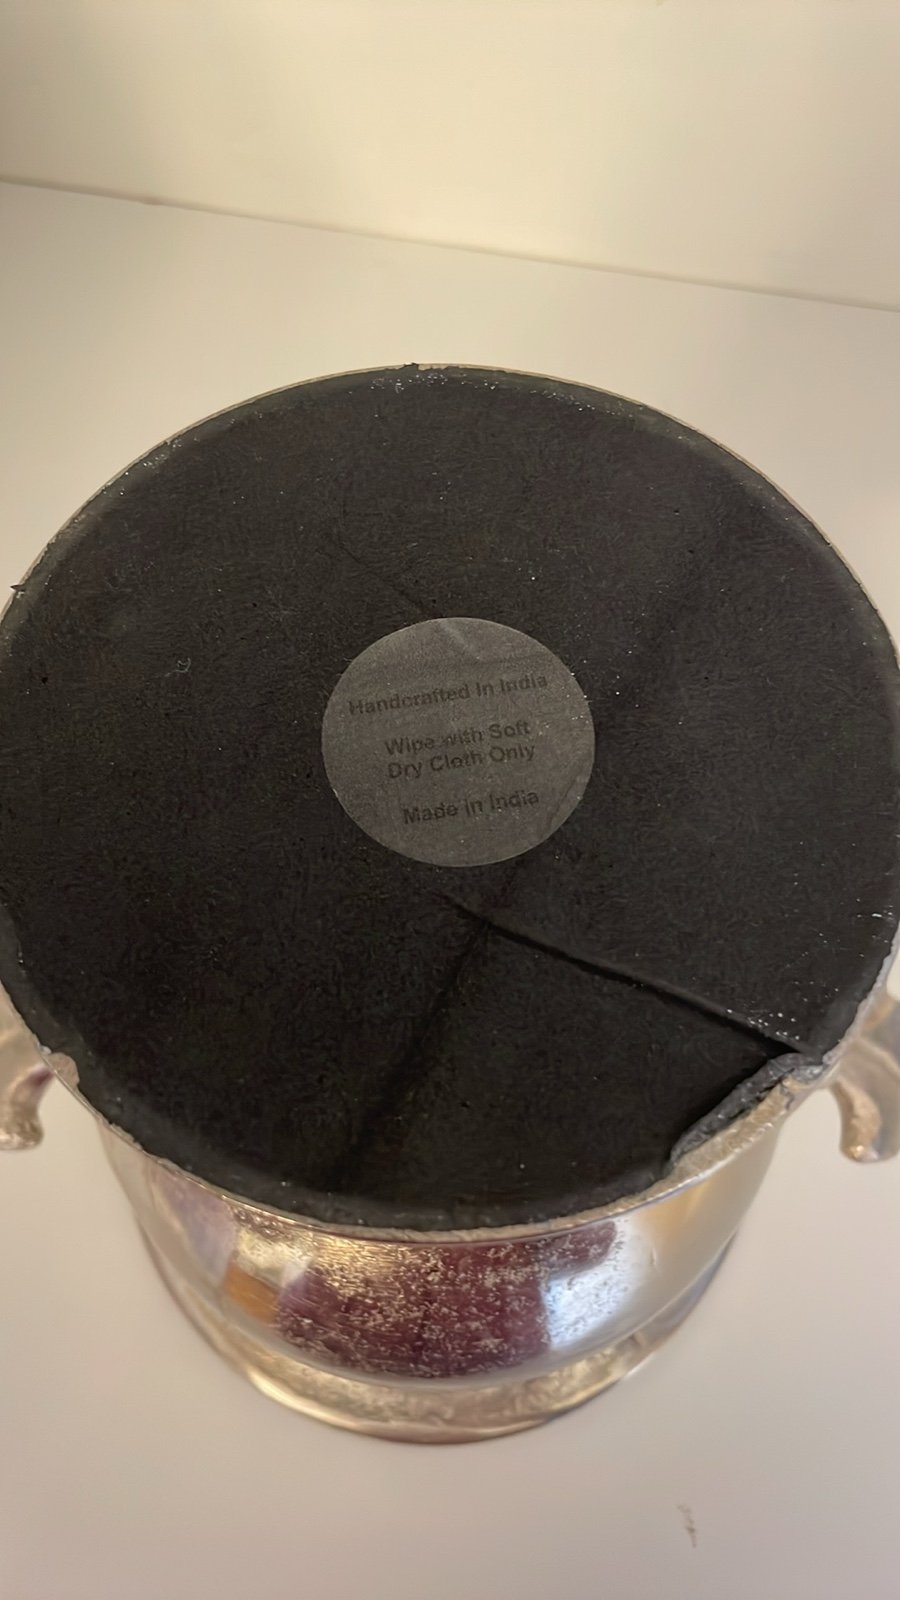 Handcrafted In India
Wipe with Soft
Dry Cloth Only
Made in India